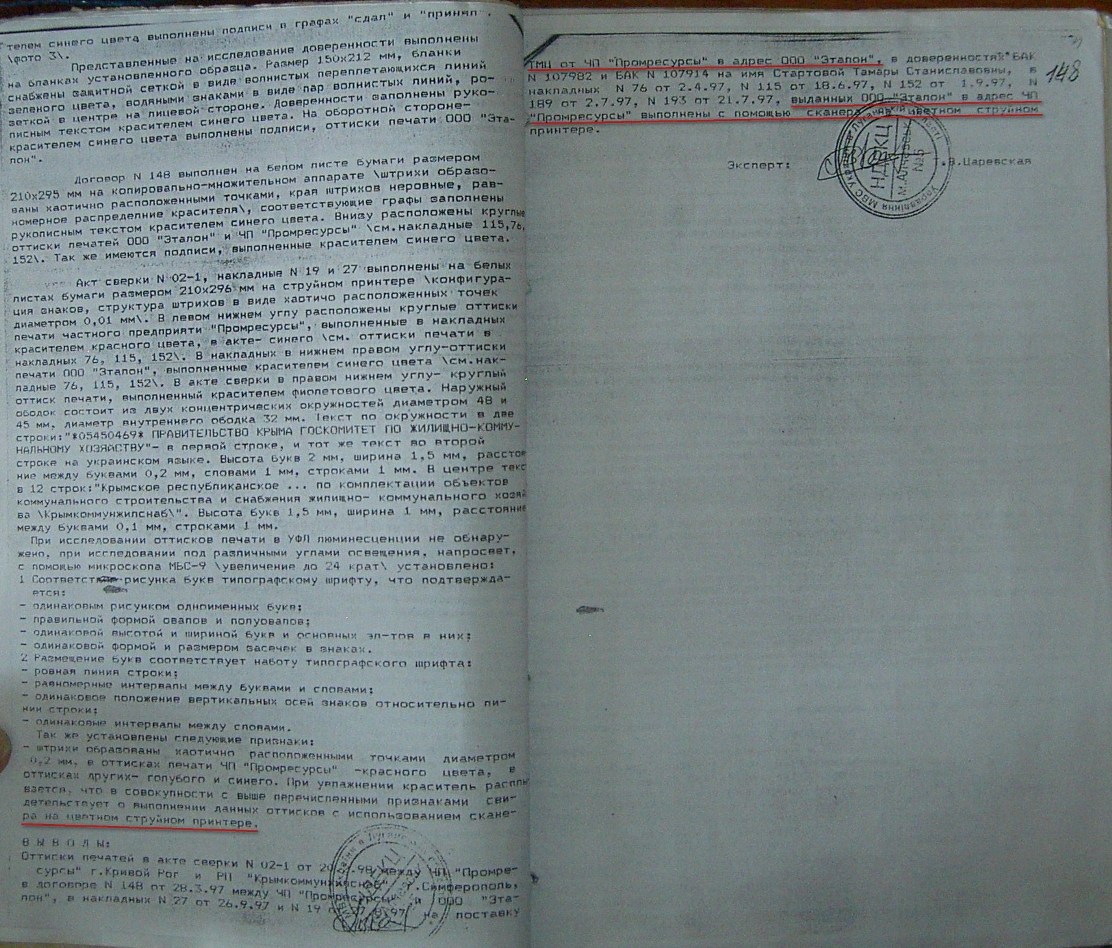 телем синего цвета выполнены подписи в графах "сдал" и "принял".
\фото 3\.
Представленные на исследование доверенности выполнены
на бланках установленного образца. Размер 150х212 мм, бланки
снабжены защитной сеткой в виде волнистых переплетающихся линий
цвета, водяными знаками в виде пар волнистых линий, ро-
зеткой в центре на лицевой стороне. Доверенности заполнены руко-
писным текстом красителем синего цвета. На оборотной стороне-
красителем синего цвета выполнены подписи, оттиски печати ООО "Эта-
лон".
Договор N 148 выполнен на белом листе бумаги размером
210х295 мм на копировально-множительном аппарате \штрихи образо-
ваны хаотично расположенными точками, края штрихов неровные, рав-
номерное распределние красителя\, соответствующие графы заполнены
рукописным текстом красителем синего цвета. Внизу расположены круглые
оттиски печатей ООО "Эталон" и ЧП "Промресурсы" \см.накладные 115,76,
152\. Так же имеются подписи, выполненные красителем синего цвета.
Акт сверки N 02-1, накладные N 19 и 27 выполнены на белых
листах бумаги размером 210х296 мм на струйном принтере \конфигура-
ция знаков, структура штрихов в виде хаотично расположенных точек
диаметром 0,01 мм\. В левом нижнем углу расположены круглые оттиски
печати частного предприяти "Промресурсы", выполненные в накладных
красителем красного цвета, в акте- синего \см. оттиски печати в
накладных 76, 115, 152\. В накладных в нижнем правом углу-оттиски
печати ООО "Эталон", выполненные красителем синего цвета \см.нак-
ладные 76, 115, 152\. В акте сверки в правом нижнем углу- круглый
оттиск печати, выполненный красителем фиолетового цвета. Наружный
ободок состоит из двух концентрических окружностей диаметром 48 и
45 мм, диаметр внутреннего ободка 32 мм. Текст по окружности в две
строки:"*05450469* ПРАВИТЕЛЬСТВО КРЫМА ГОСКОМИТЕТ ПО ЖИЛИЩНО-КОММУ-
НАЛЬНОМУ ХОЗЯЙСТВУ"- в первой строке, и тот же текст во второй
строке на украинском языке. Высота букв 2 мм, ширина 1,5 мм, расстоя
ние между буквами 0,2 мм, словами 1 мм, строками 1 мм. В центре текс
в 12 строк:"Крымское республиканское ... по комплектации объектов
коммунального строительства и снабжения жилищно- коммунального хозяй
ва \Крымкоммунжилснаб\". Высота букв 1,5 мм, ширина 1 мм, расстояние
между буквами 0,1 мм, строками 1 мм.
При исследовании оттисков печати в УФЛ люминесценции не обнару-
жено, при исследовании под различными углами освещения, напросвет,
с помощью микроскопа МБС-9 \увеличение до 24 крат\ установлено:
1 Соответствие рисунка букв типографскому шрифту, что подтвержда-
ется:
- одинаковым рисунком одноименных букв;
- правильной формой овалов и полуовалов;
- одинаковой высотой и шириной букв и основных эл-тов в них;
- одинаковой формой и размером засечек в знаках.
2 Размещение букв соответствует наботу типографского шрифта:
- ровная линия строки;
- равномерные интервалы между буквами и словами;
- одинаковое положение вертикальных осей знаков относительно ли-
нии строки;
- одинаковые интервалы между словами.
Так же установлены следующие признаки:
- штрихи образованы хаотично расположенными точками диаметром
0,2 мм, в оттисках печати ЧП "Промресурсы" -красного цвета, в
оттисках других- голубого и синего. При увлажнении краситель расплы
вается, что в совокупности с выше перечисленными признаками сви-
детельствует о выполнении данных оттисков с использованием скане-
ра на цветном струйном принтере.
В Ы В О Д Ы:
Оттиски печатей в акте сверки N 02-1 от между ЧП "Промре-
сурсы" г.Кривой Рог и РП "Крымкоммунжилснаб" г.Симферополь,
в договоре N 148 от 28.3.97 между ЧП "Промресурсы" и ООО "Эта-
лон", в накладных N 27 от 26.9.97 и N 19 от на поставку
148
ТМЦ от ЧП "Промресурсы" в адрес ООО "Эталон", в доверенностях БАК
N 107982 и БАК N 107914 на имя Стартовой Тамары Станиславовны, в
накладных N 76 от 2.4.97, N 115 от 18.6.97, N 152 от 1.9.97, N
189 от 2.7.97, N 193 от 21.7.97, выданных ООО "Эталон" в адрес ЧП
"Промресурсы" выполнены с помощью сканера на цветном струйном
принтере.
Эксперт: Т.В.Царевская
НДЕКЦ
№5